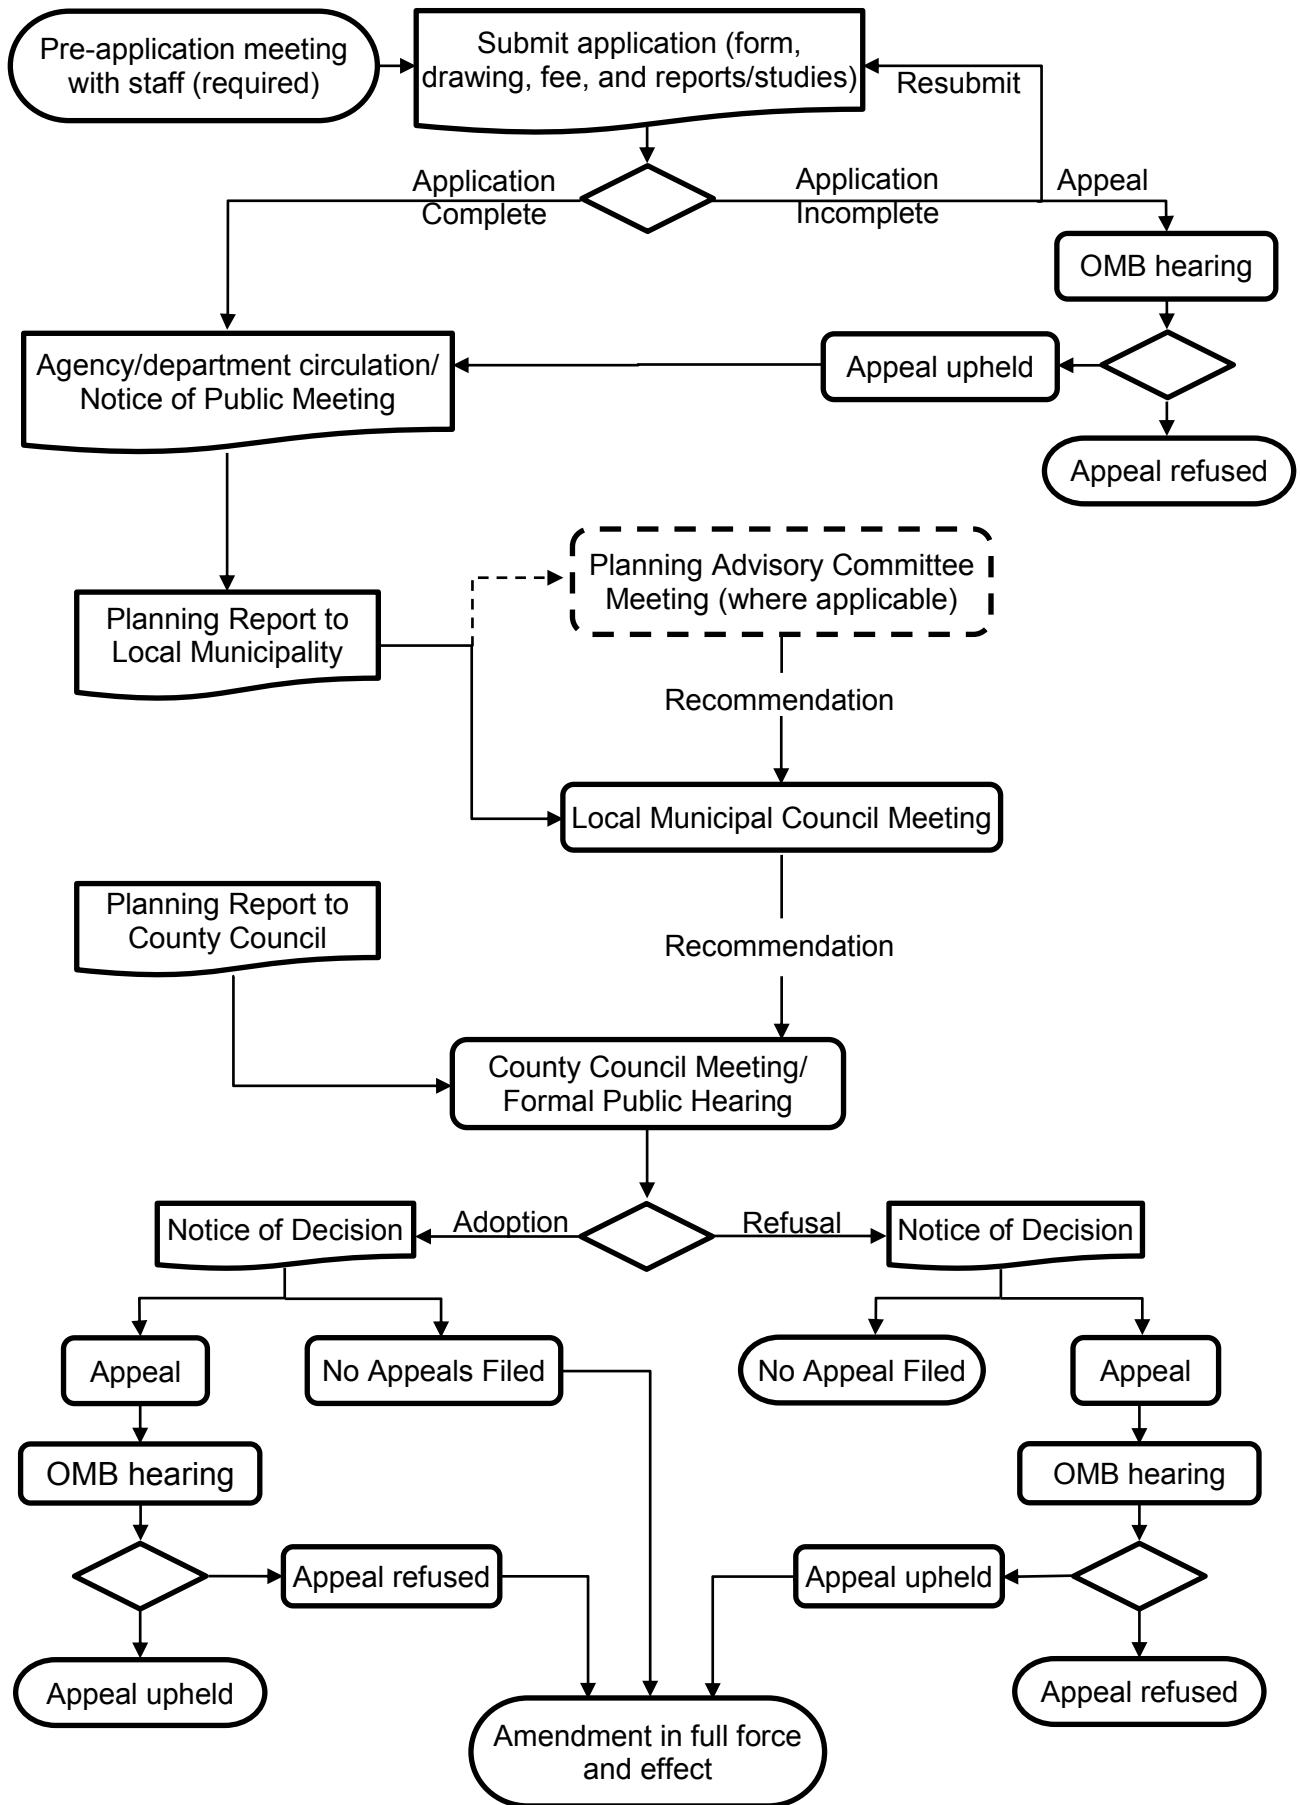 Pre-application meeting
with staff (required)
Submit application (form,
drawing, fee, and reports/studies)
Resubmit
Application
Complete
Application
Incomplete
Appeal
OMB hearing
Agency/department circulation/
Notice of Public Meeting
Appeal upheld
Appeal refused
Planning Advisory Committee
Meeting (where applicable)
Planning Report to
Local Municipality
Recommendation
Local Municipal Council Meeting
Planning Report to
County Council
Recommendation
County Council Meeting/
Formal Public Hearing
Notice of Decision
Adoption
Refusal
Notice of Decision
Appeal
No Appeals Filed
No Appeal Filed
Appeal
OMB hearing
OMB hearing
Appeal refused
Appeal upheld
Appeal upheld
Appeal refused
Amendment in full force
and effect